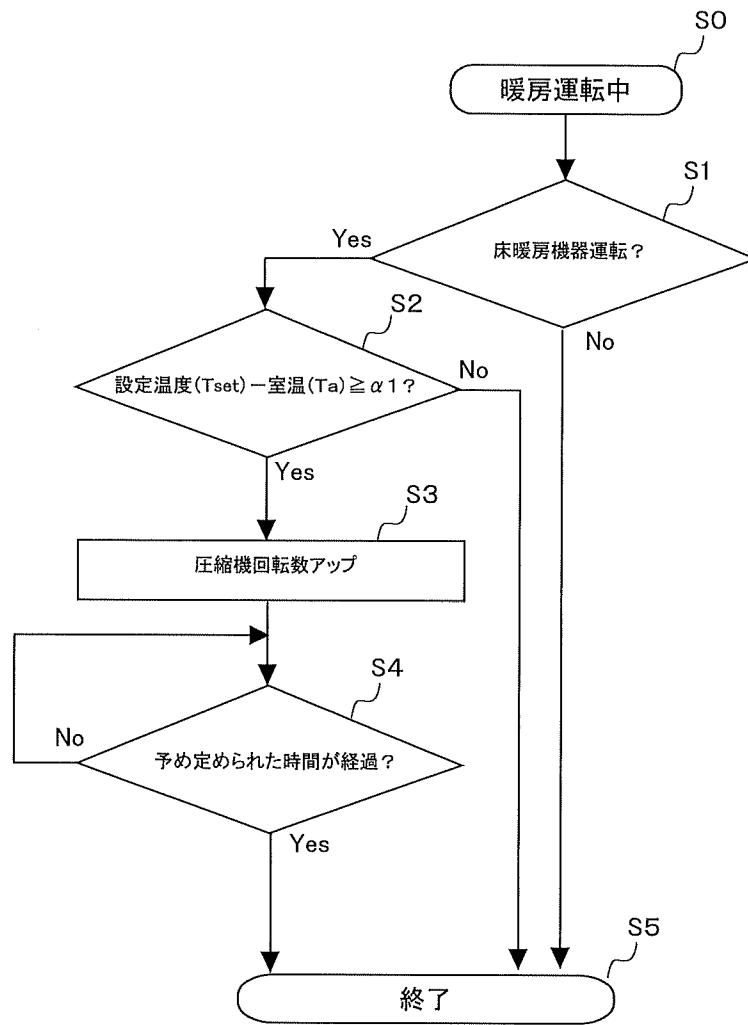 S0
暖房運転中
S1
床暖房機器運転？
Yes
No
S2
設定温度(Tset)－室温(Ta)≧α1？
No
Yes
S3
圧縮機回転数アップ
S4
予め定められた時間が経過？
No
Yes
S5
終了